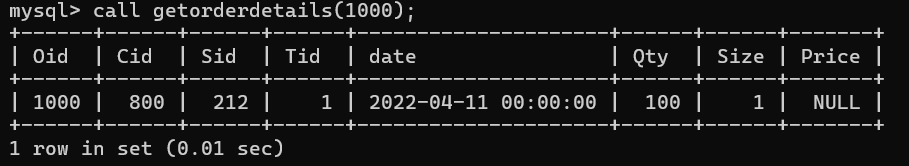 mysql> call getorderdetails(1000);
+------+------+------+------+---------------------+------+------+-------+
| Oid  | Cid  | Sid  | Tid  | date                | Qty  | Size | Price |
+------+------+------+------+---------------------+------+------+-------+
| 1000 |  800 |  212 |    1 | 2022-04-11 00:00:00 |  100 |    1 |  NULL |
+------+------+------+------+---------------------+------+------+-------+
1 row in set (0.01 sec)